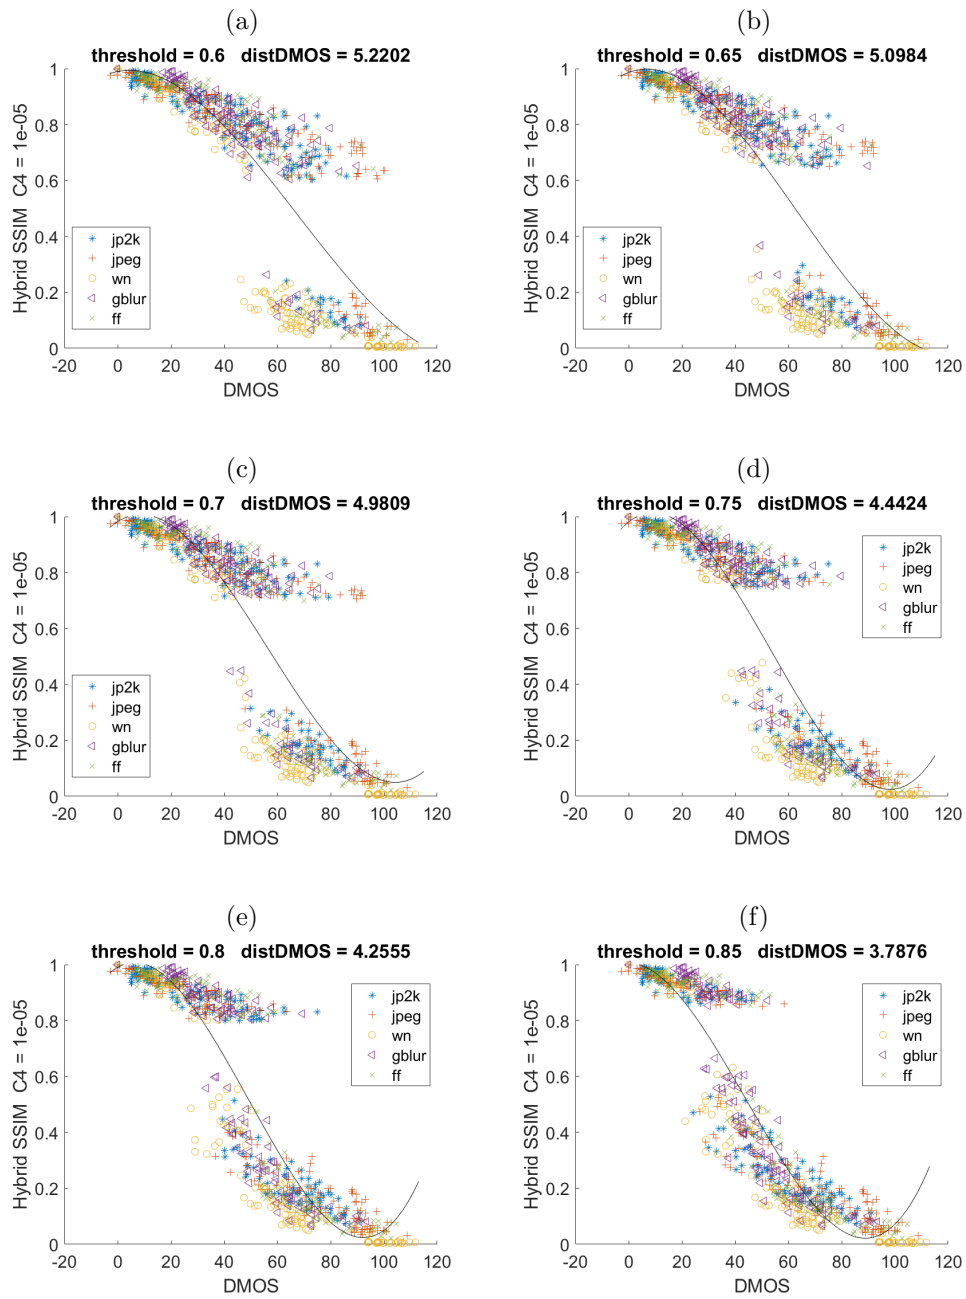 (a)
threshold = 0.6 distDMOS = 5.2202
Hybrid SSIM C4 = 1e-05
1
0.8
0.6
0.4
0.2
0
jp2k
jpeg
wn
gblur
ff
-20 0 20 40 60 80 100 120
DMOS
(b)
threshold = 0.65 distDMOS = 5.0984
Hybrid SSIM C4 = 1e-05
1
0.8
0.6
0.4
0.2
0
jp2k
jpeg
wn
gblur
ff
-20 0 20 40 60 80 100 120
DMOS
(c)
threshold = 0.7 distDMOS = 4.9809
Hybrid SSIM C4 = 1e-05
1
0.8
0.6
0.4
0.2
0
jp2k
jpeg
wn
gblur
ff
-20 0 20 40 60 80 100 120
DMOS
(d)
threshold = 0.75 distDMOS = 4.4424
Hybrid SSIM C4 = 1e-05
1
0.8
0.6
0.4
0.2
0
jp2k
jpeg
wn
gblur
ff
-20 0 20 40 60 80 100 120
DMOS
(e)
threshold = 0.8 distDMOS = 4.2555
Hybrid SSIM C4 = 1e-05
1
0.8
0.6
0.4
0.2
0
jp2k
jpeg
wn
gblur
ff
-20 0 20 40 60 80 100 120
DMOS
(f)
threshold = 0.85 distDMOS = 3.7876
Hybrid SSIM C4 = 1e-05
1
0.8
0.6
0.4
0.2
0
jp2k
jpeg
wn
gblur
ff
-20 0 20 40 60 80 100 120
DMOS